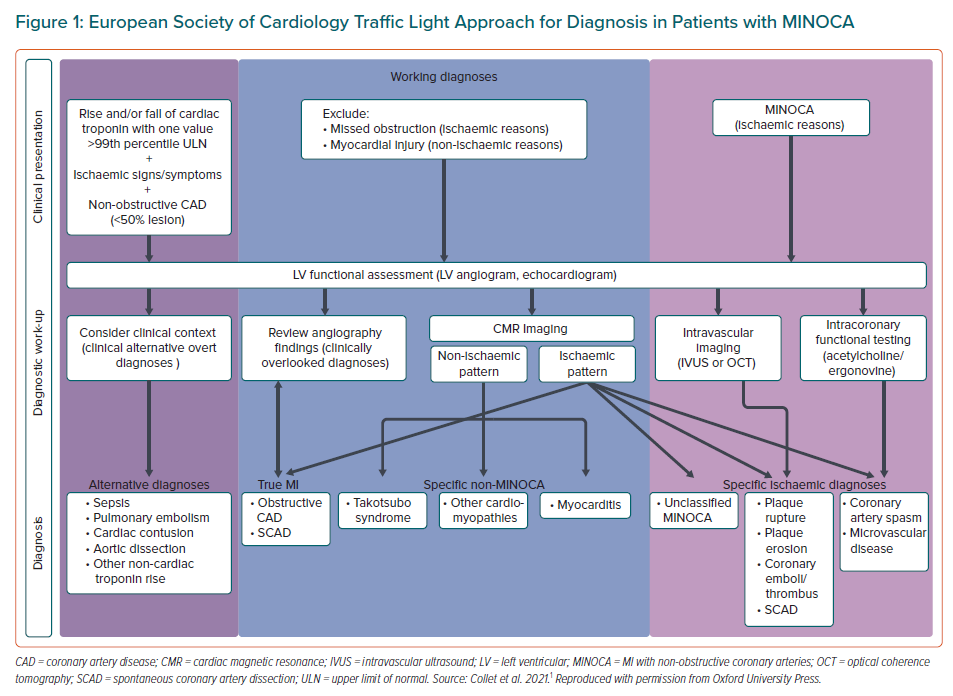 Figure 1: European Society of Cardiology Traffic Light Approach for Diagnosis in Patients with MINOCA
Working diagnoses
Clinical presentation
Rise and/or fall of cardiac
troponin with one value
>99th percentile ULN
+
Ischaemic signs/symptoms
+
Non-obstructive CAD
(<50% lesion)
Exclude:
• Missed obstruction (ischaemic reasons)
• Myocardial injury (non-ischaemic reasons)
MINOCA
(ischaemic reasons)
LV functional assessment (LV angiogram, echocardiogram)
Diagnostic work-up
Consider clinical context
(clinical alternative overt
diagnoses )
Review angiography
findings (clinically
overlooked diagnoses)
CMR Imaging
Non-ischaemic
pattern
Ischaemic
pattern
Intravascular
imaging
(IVUS or OCT)
Intracoronary
functional testing
(acetylcholine/
ergonovine)
Diagnosis
Alternative diagnoses
• Sepsis
• Pulmonary embolism
• Cardiac contusion
• Aortic dissection
• Other non-cardiac
troponin rise
True MI
• Obstructive
CAD
• SCAD
Specific non-MINOCA
• Takotsubo
syndrome
• Other cardio-
myopathies
• Myocarditis
Specific ischaemic diagnoses
• Unclassified
MINOCA
• Plaque
rupture
• Plaque
erosion
• Coronary
emboli/
thrombus
• SCAD
• Coronary
artery spasm
• Microvascular
disease
CAD = coronary artery disease; CMR = cardiac magnetic resonance; IVUS = intravascular ultrasound; LV = left ventricular; MINOCA = MI with non-obstructive coronary arteries; OCT = optical coherence
tomography; SCAD = spontaneous coronary artery dissection; ULN = upper limit of normal. Source: Collet et al. 2021.¹ Reproduced with permission from Oxford University Press.